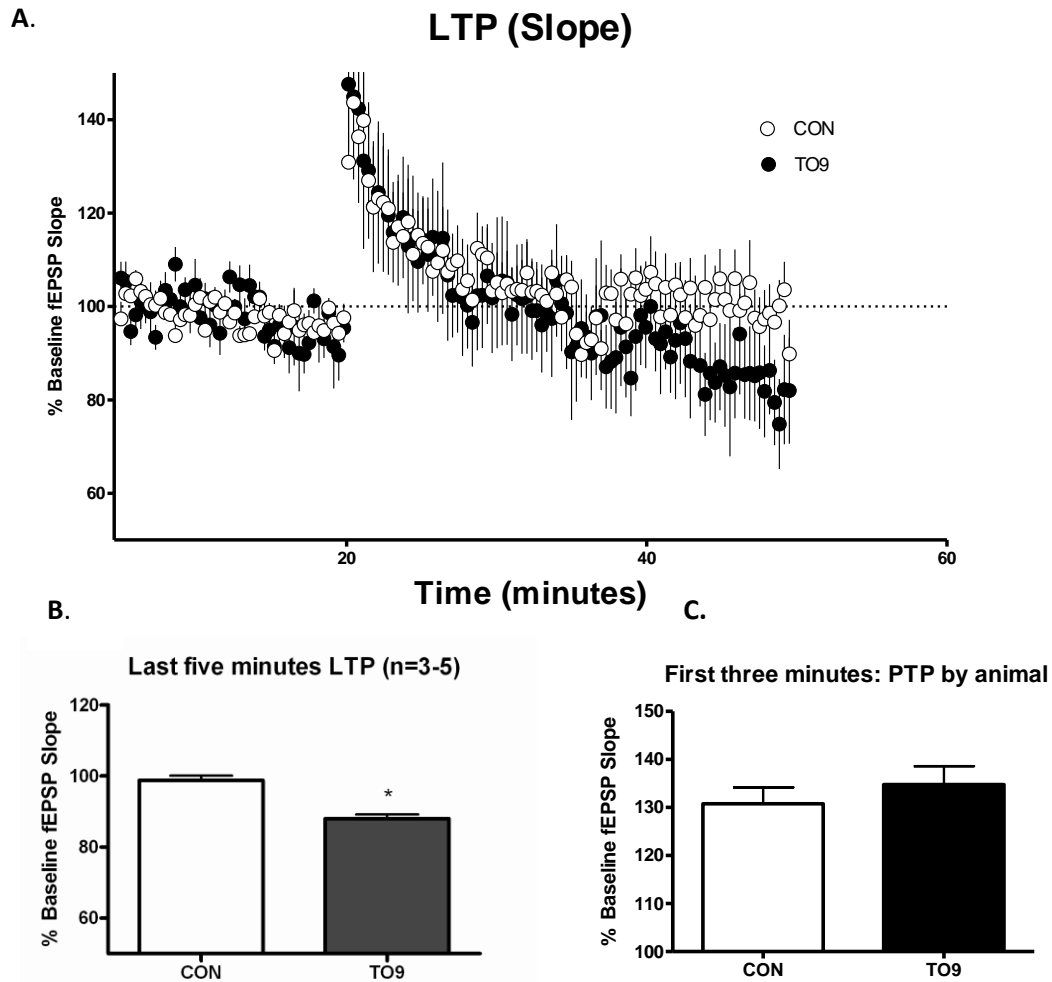 A.
LTP (Slope)
% Baseline fEPSP Slope
140
120
100
80
60
CON
TO9
20
40
60
Time (minutes)
B.
Last five minutes LTP (n=3-5)
% Baseline fEPSP Slope
120
100
80
60
*
CON
TO9
C.
First three minutes: PTP by animal
% Baseline fEPSP Slope
150
140
130
120
110
100
CON
TO9